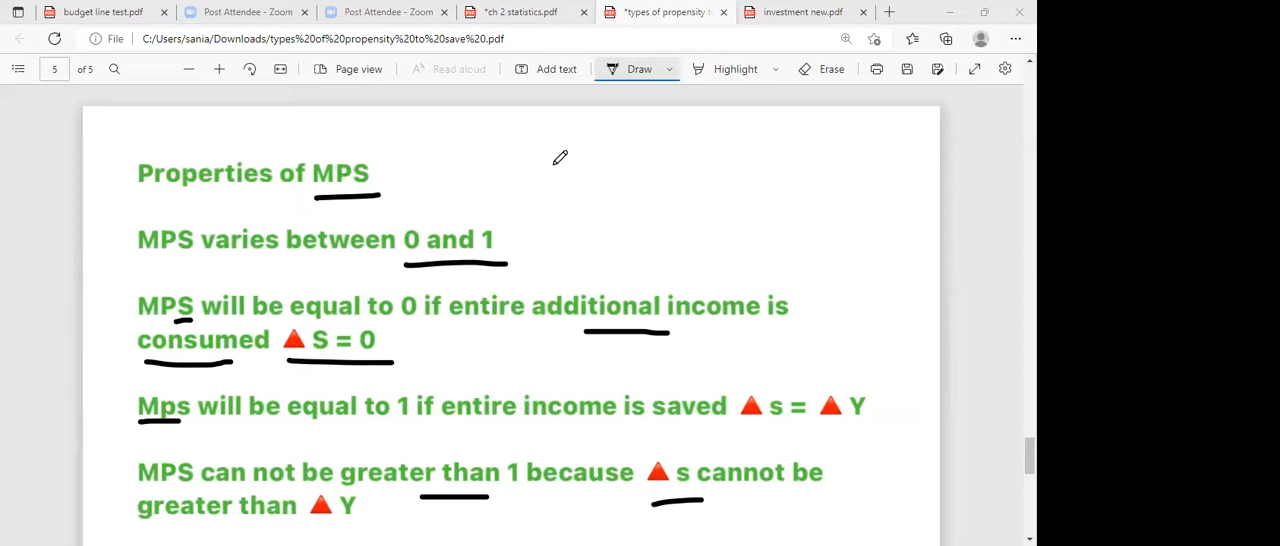 budget line test.pdf
Post Attendee - Zoom
Post Attendee - Zoom
*ch 2 statistics.pdf
*types of propensity t
investment new.pdf
File
C:/Users/sania/Downloads/types%20of%20propensity%20to%20save%20.pdf
5
of 5
Page view
Read aloud
Add text
Draw
Highlight
Erase
Properties of MPS
MPS varies between 0 and 1
MPS will be equal to 0 if entire additional income is
consumed 🔺 S = 0
Mps will be equal to 1 if entire income is saved 🔺 s = 🔺 Y
MPS can not be greater than 1 because 🔺 s cannot be
greater than 🔺 Y